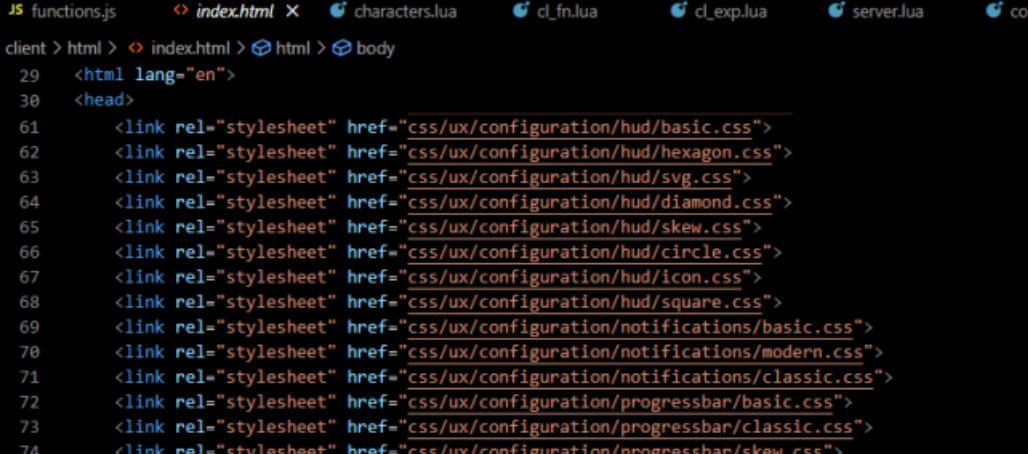 functions.js index.html characters.lua cl_fn.lua cl_exp.lua server.lua co
client > html > index.html > html > body
29 <html lang="en">
30 <head>
61 <link rel="stylesheet" href="css/ux/configuration/hud/basic.css">
62 <link rel="stylesheet" href="css/ux/configuration/hud/hexagon.css">
63 <link rel="stylesheet" href="css/ux/configuration/hud/svg.css">
64 <link rel="stylesheet" href="css/ux/configuration/hud/diamond.css">
65 <link rel="stylesheet" href="css/ux/configuration/hud/skew.css">
66 <link rel="stylesheet" href="css/ux/configuration/hud/circle.css">
67 <link rel="stylesheet" href="css/ux/configuration/hud/icon.css">
68 <link rel="stylesheet" href="css/ux/configuration/hud/square.css">
69 <link rel="stylesheet" href="css/ux/configuration/notifications/basic.css">
70 <link rel="stylesheet" href="css/ux/configuration/notifications/modern.css">
71 <link rel="stylesheet" href="css/ux/configuration/notifications/classic.css">
72 <link rel="stylesheet" href="css/ux/configuration/progressbar/basic.css">
73 <link rel="stylesheet" href="css/ux/configuration/progressbar/classic.css">
74 <link rel="stylesheet" href="css/ux/configuration/progressbar/skew.css">